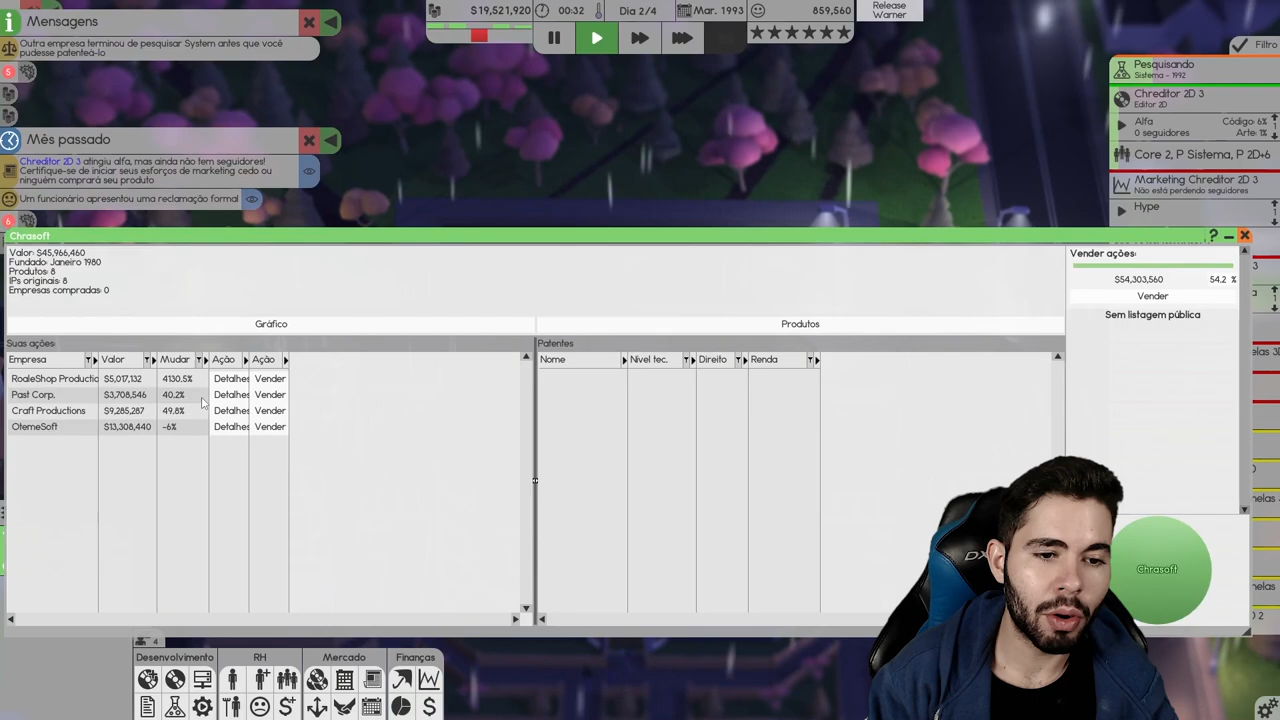 Mensagens
Outra empresa terminou de pesquisar System antes que você
pudesse patenteá-lo
5
Mês passado
Chreditor 2D 3 atingiu alfa, mas ainda não tem seguidores!
Certifique-se de iniciar seus esforços de marketing cedo ou
ninguém comprará seu produto
Um funcionário apresentou uma reclamação formal
6
$19,521,920
00:32
Dia 2/4
Mar. 1993
859,560
Release
Warner
Filtro
Pesquisando
Sistema - 1992
Chreditor 2D 3
Editor 2D
Alfa
Código: 6%
0 seguidores
Arte: 1%
Core 2, P Sistema, P 2D+6
Marketing Chreditor 2D 3
Não está perdendo seguidores
Hype
Chrasoft
?
Valor: $45,966,460
Fundado: Janeiro 1980
Produtos: 8
IPs originais: 8
Empresas compradas: 0
Gráfico
Produtos
Vender ações:
$54,303,560
54.2 %
Vender
Sem listagem pública
Suas ações:
Empresa Valor Mudar Ação Ação
RoaleShop Productio $5,017,132 4130.5% Detalhes Vender
Past Corp. $3,708,546 40.2% Detalhes Vender
Craft Productions $9,285,287 49.8% Detalhes Vender
OtemeSoft $13,308,440 -6% Detalhes Vender
Patentes
Nome Nível tec. Direito Renda
Chrasoft
DX
4
Desenvolvimento
RH
Mercado
Finanças